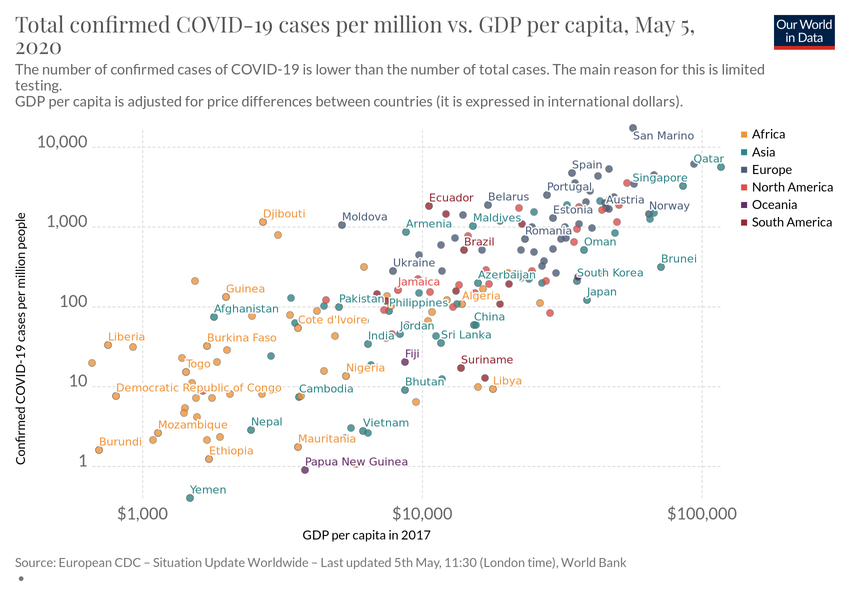 Total confirmed COVID-19 cases per million vs. GDP per capita, May 5,
2020
Our World
in Data
The number of confirmed cases of COVID-19 is lower than the number of total cases. The main reason for this is limited
testing.
GDP per capita is adjusted for price differences between countries (it is expressed in international dollars).
Confirmed COVID-19 cases per million people
10,000
1,000
100
10
1
San Marino
Qatar
Spain
Singapore
Portugal
Ecuador
Belarus
Austria
Norway
Estonia
Djibouti
Moldova
Armenia
Maldives
Romania
Brazil
Oman
Brunei
Ukraine
Azerbaijan
South Korea
Jamaica
Japan
Guinea
Pakistan
Philippines
Algeria
Afghanistan
Cote d'Ivoire
China
Jordan
Liberia
Burkina Faso
India
Sri Lanka
Fiji
Suriname
Togo
Nigeria
Bhutan
Libya
Democratic Republic of Congo
Cambodia
Mozambique
Nepal
Vietnam
Burundi
Mauritania
Ethiopia
Papua New Guinea
Yemen
$1,000
$10,000
$100,000
GDP per capita in 2017
Africa
Asia
Europe
North America
Oceania
South America
Source: European CDC – Situation Update Worldwide – Last updated 5th May, 11:30 (London time), World Bank